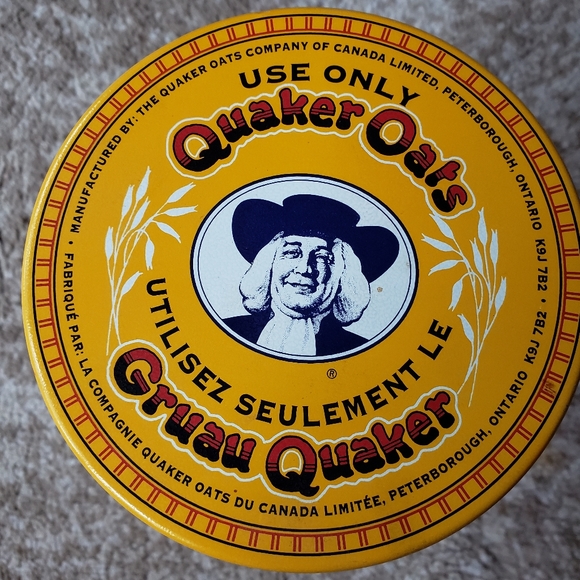 • MANUFACTURED BY: THE QUAKER OATS COMPANY OF CANADA LIMITED, PETERBOROUGH, ONTARIO K9J 7B2 •
USE ONLY
Quaker Oats
®
UTILISEZ SEULEMENT LE
Gruau Quaker
FABRIQUÉ PAR: LA COMPAGNIE QUAKER OATS DU CANADA LIMITÉE, PETERBOROUGH, ONTARIO K9J 7B2